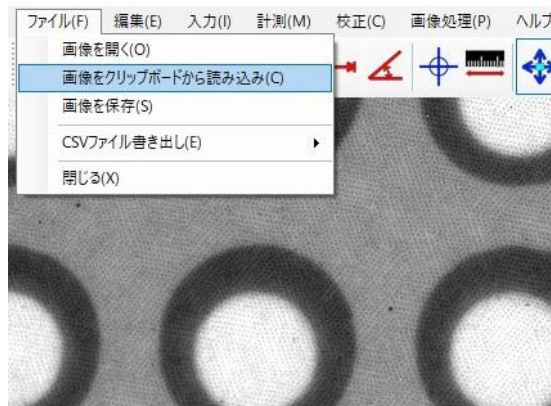 ファイル(F) 編集(E) 入力(I) 計測(M) 校正(C) 画像処理(P) ヘルプ
画像を開く(O)
画像をクリップボードから読み込み(C)
画像を保存(S)
CSVファイル書き出し(E)
閉じる(X)